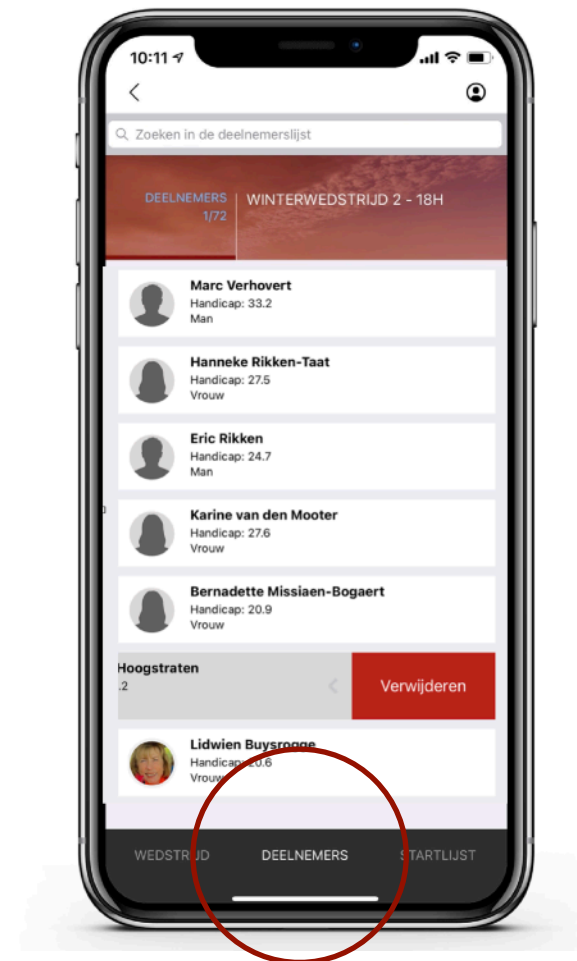 10:11
Zoeken in de deelnemerslijst
DEELNEMERS
1/72
WINTERWEDSTRIJD 2 - 18H
Marc Verhovert
Handicap: 33.2
Man
Hanneke Rikken-Taat
Handicap: 27.5
Vrouw
Eric Rikken
Handicap: 24.7
Man
Karine van den Mooter
Handicap: 27.6
Vrouw
Bernadette Missiaen-Bogaert
Handicap: 20.9
Vrouw
Hoogstraten
.2
Verwijderen
Lidwien Buysrogge
Handicap: 20.6
Vrouw
WEDSTRIJD DEELNEMERS STARTLIJST